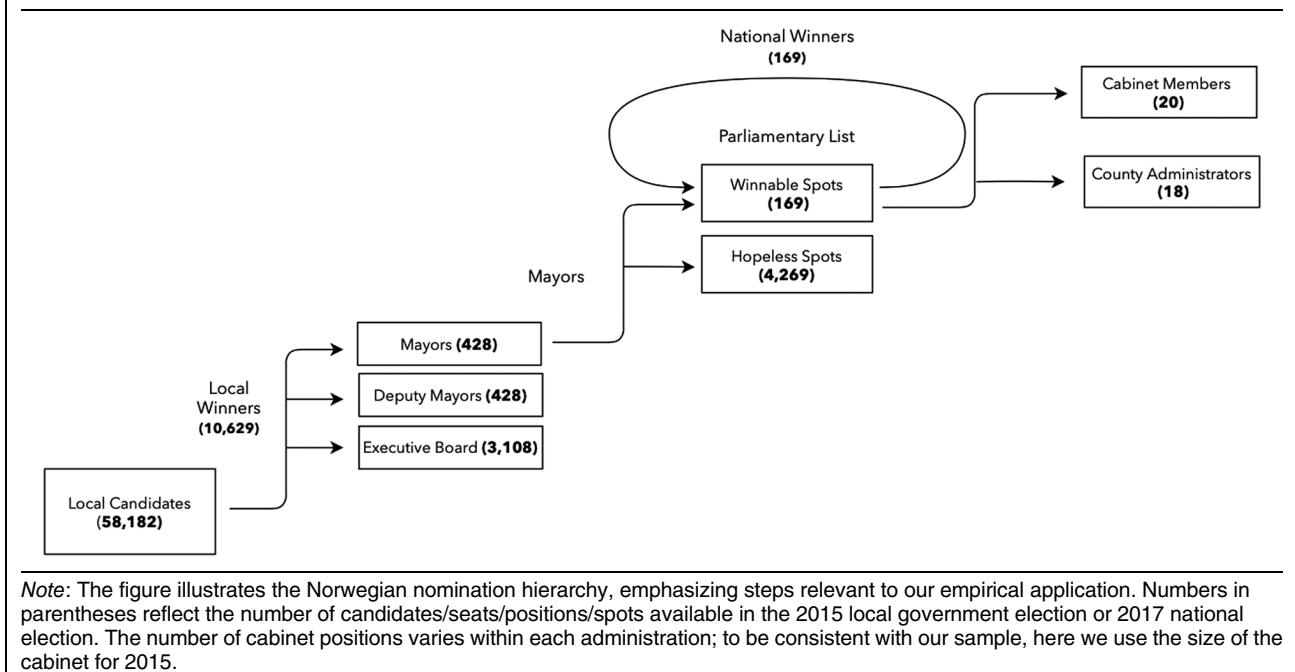 National Winners
(169)
Cabinet Members
(20)
Parliamentary List
Winnable Spots
(169)
County Administrators
(18)
Hopeless Spots
(4,269)
Mayors
Mayors (428)
Local
Winners
(10,629)
Deputy Mayors (428)
Executive Board (3,108)
Local Candidates
(58,182)
Note: The figure illustrates the Norwegian nomination hierarchy, emphasizing steps relevant to our empirical application. Numbers in
parentheses reflect the number of candidates/seats/positions/spots available in the 2015 local government election or 2017 national
election. The number of cabinet positions varies within each administration; to be consistent with our sample, here we use the size of the
cabinet for 2015.